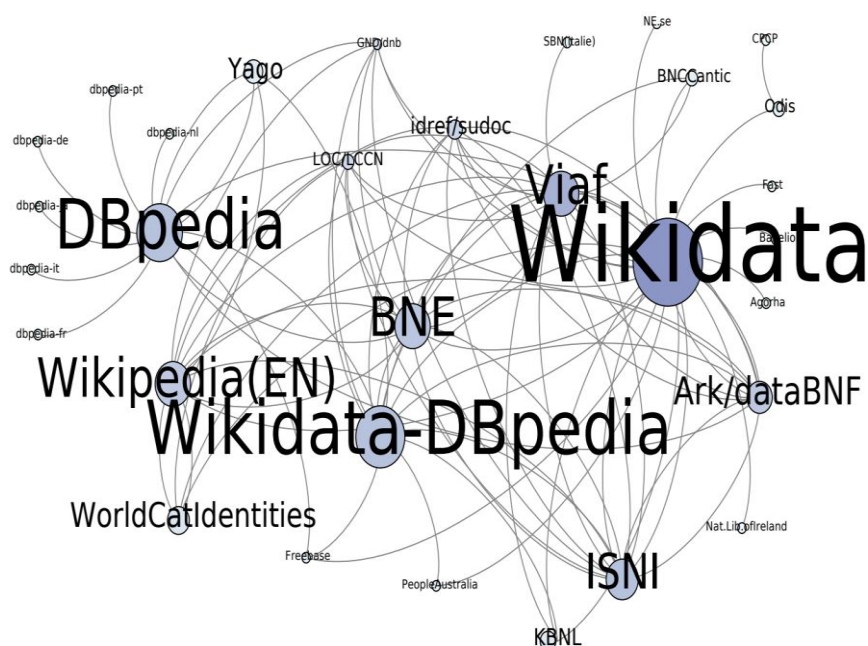 NE.se
CPCP
GND/dnb
SBN(Italie)
Yago
BNCCantic
dbpedia-pt
Odis
idref/sudoc
dbpedia-de
dbpedia-nl
LOC/LCCN
Viaf
Fast
DBpedia
Wikidata
dbpedia-it
Agorha
BNE
dbpedia-fr
Wikipedia(EN)
Ark/dataBNF
Wikidata-DBpedia
WorldCatIdentities
Nat.Lib.ofIreland
Freebase
ISNI
PeopleAustralia
KBNL